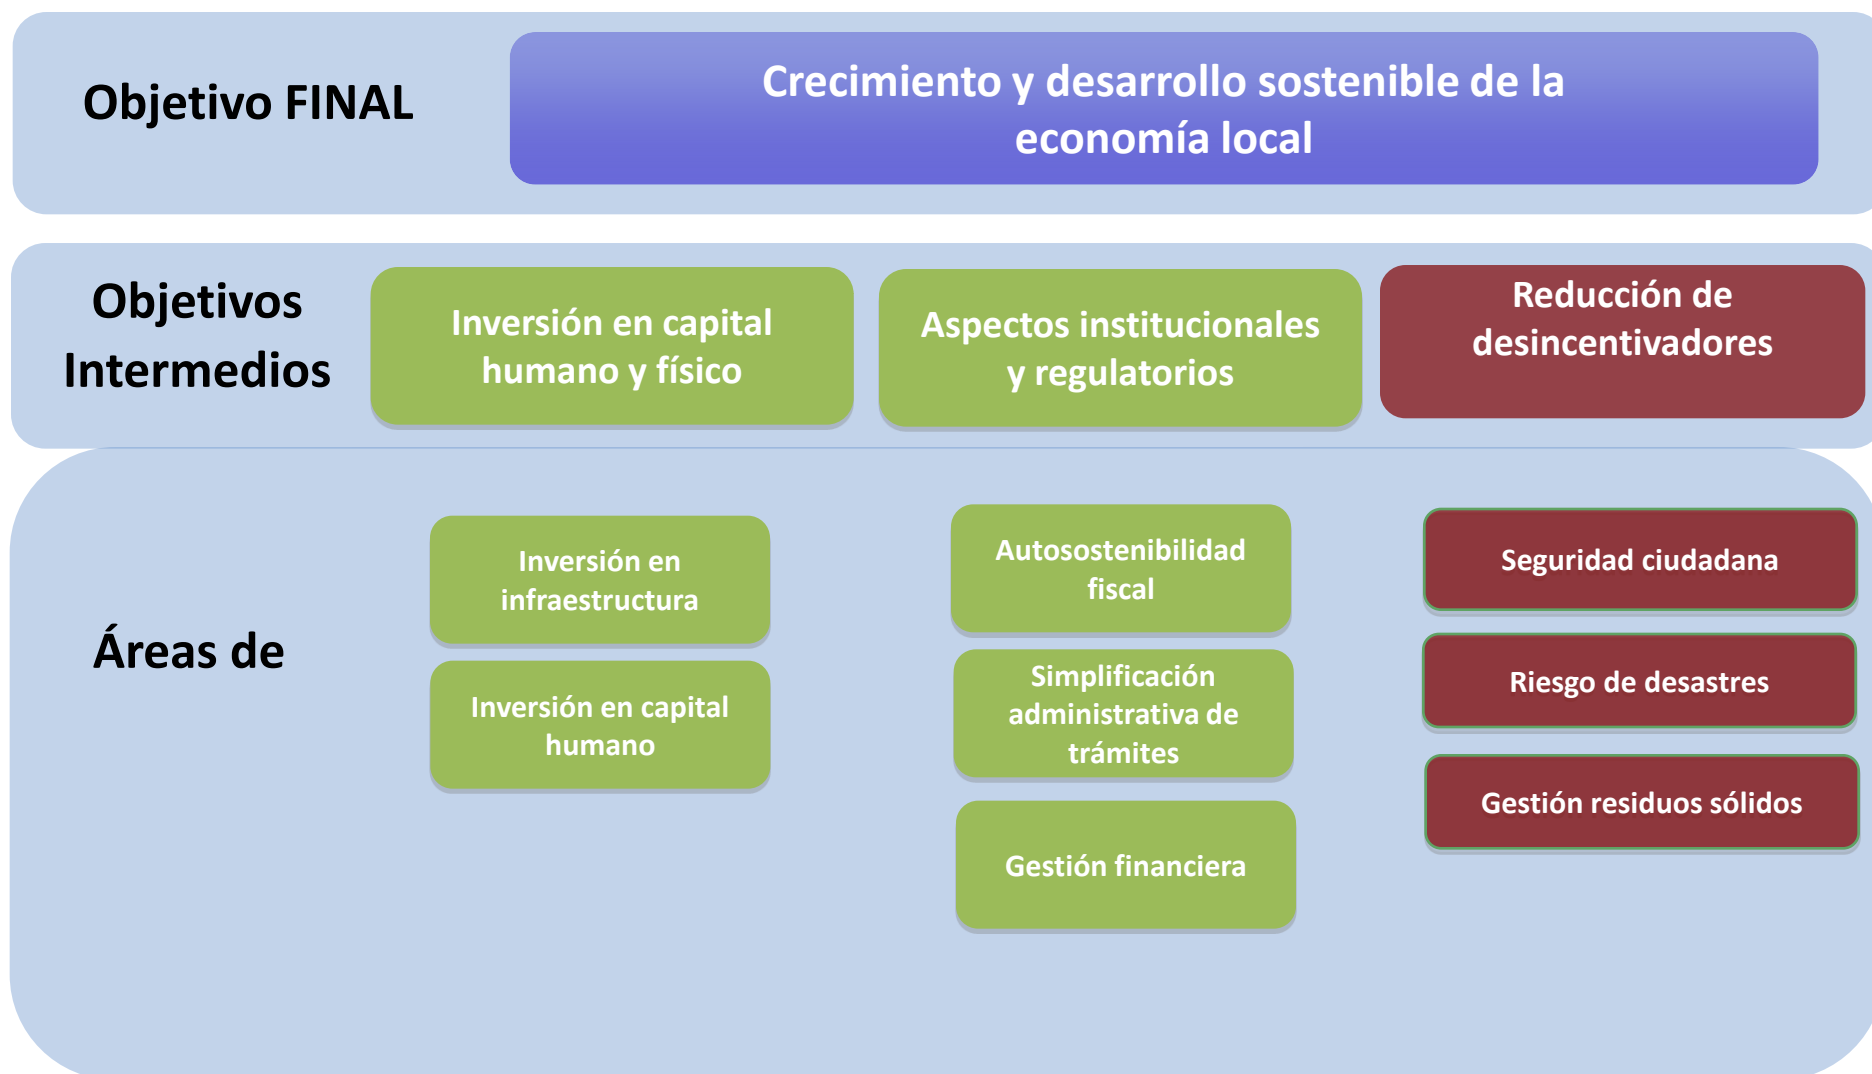 Objetivo FINAL
Crecimiento y desarrollo sostenible de la
economía local
Objetivos
Intermedios
Inversión en capital
humano y físico
Aspectos institucionales
y regulatorios
Reducción de
desincentivadores
Áreas de
Inversión en
infraestructura
Inversión en capital
humano
Autosostenibilidad
fiscal
Simplificación
administrativa de
trámites
Gestión financiera
Seguridad ciudadana
Riesgo de desastres
Gestión residuos sólidos